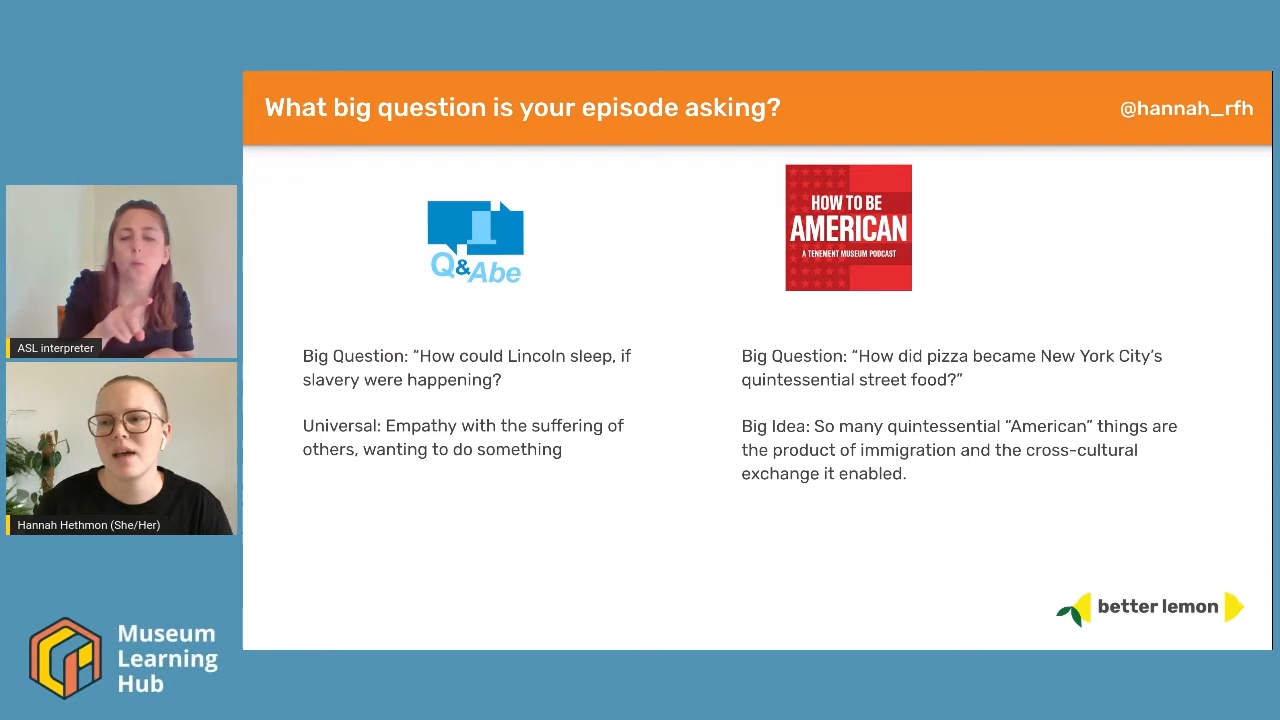 What big question is your episode asking?
@hannah_rfh
Q&Abe
HOW TO BE
AMERICAN
A TENEMENT MUSEUM PODCAST
Big Question: “How could Lincoln sleep, if
slavery were happening?
Universal: Empathy with the suffering of
others, wanting to do something
Big Question: “How did pizza became New York City’s
quintessential street food?”
Big Idea: So many quintessential “American” things are
the product of immigration and the cross-cultural
exchange it enabled.
better lemon
ASL interpreter
Hannah Hethmon (She/Her)
Museum
Learning
Hub